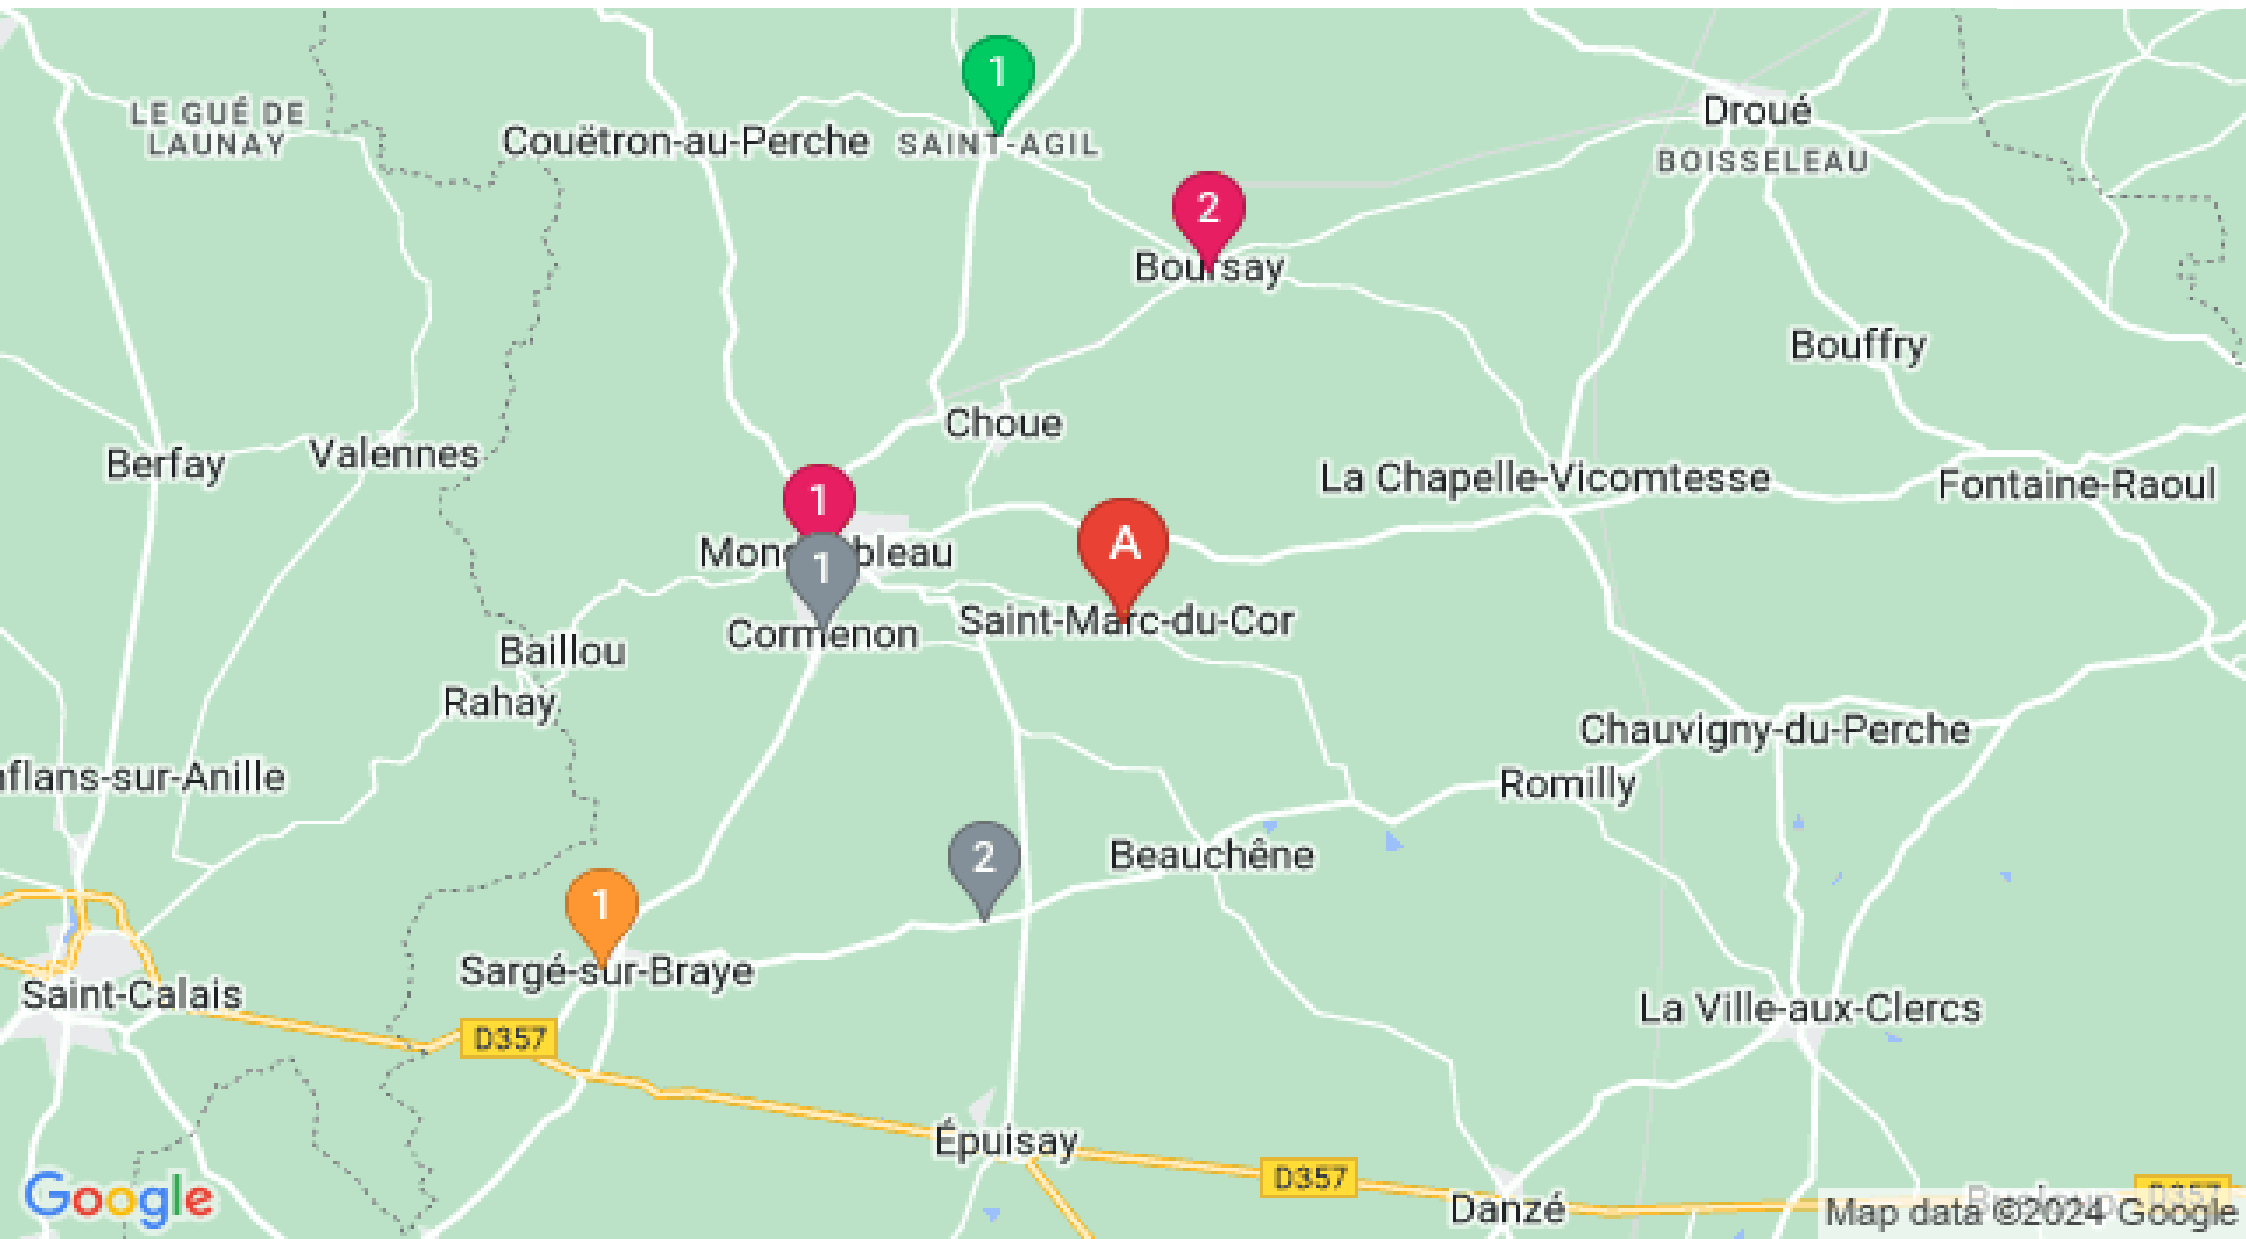 1
LE GUÉ DE
LAUNAY
Couëtron-au-Perche
SAINT-AGIL
Droué
BOISSELEAU
2
Boursay
Bouffry
Choue
Berfay
Valennes
La Chapelle-Vicomtesse
Fontaine-Raoul
1
A
1
Saint-Marc-du-Cor
Cormenon
Baillou
Rahay
Chauvigny-du-Perche
nflans-sur-Anille
Romilly
2
Beauchêne
1
Sargé-sur-Braye
Saint-Calais
La Ville-aux-Clercs
D357
Épuisay
D357
Danzé
D357
Google
Map data ©2024 Google